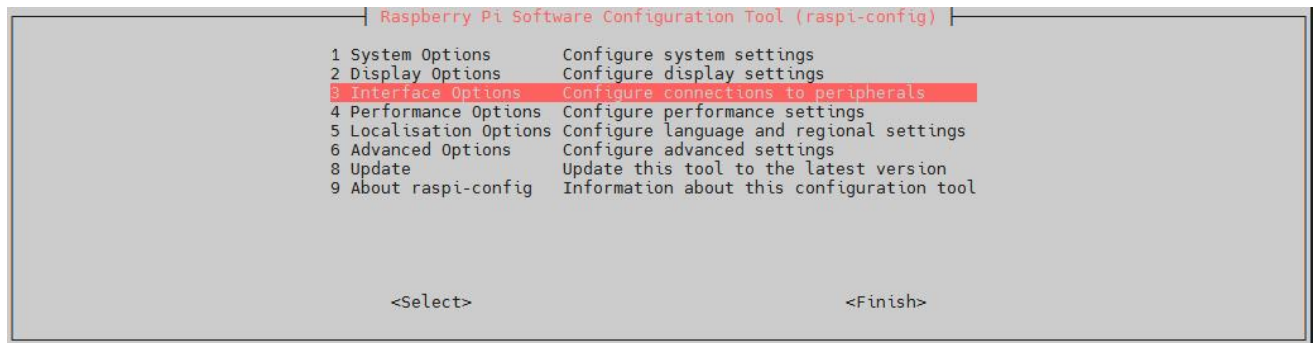 Raspberry Pi Software Configuration Tool (raspi-config)
1 System Options Configure system settings
2 Display Options Configure display settings
3 Interface Options Configure connections to peripherals
4 Performance Options Configure performance settings
5 Localisation Options Configure language and regional settings
6 Advanced Options Configure advanced settings
8 Update Update this tool to the latest version
9 About raspi-config Information about this configuration tool
<Select> <Finish>